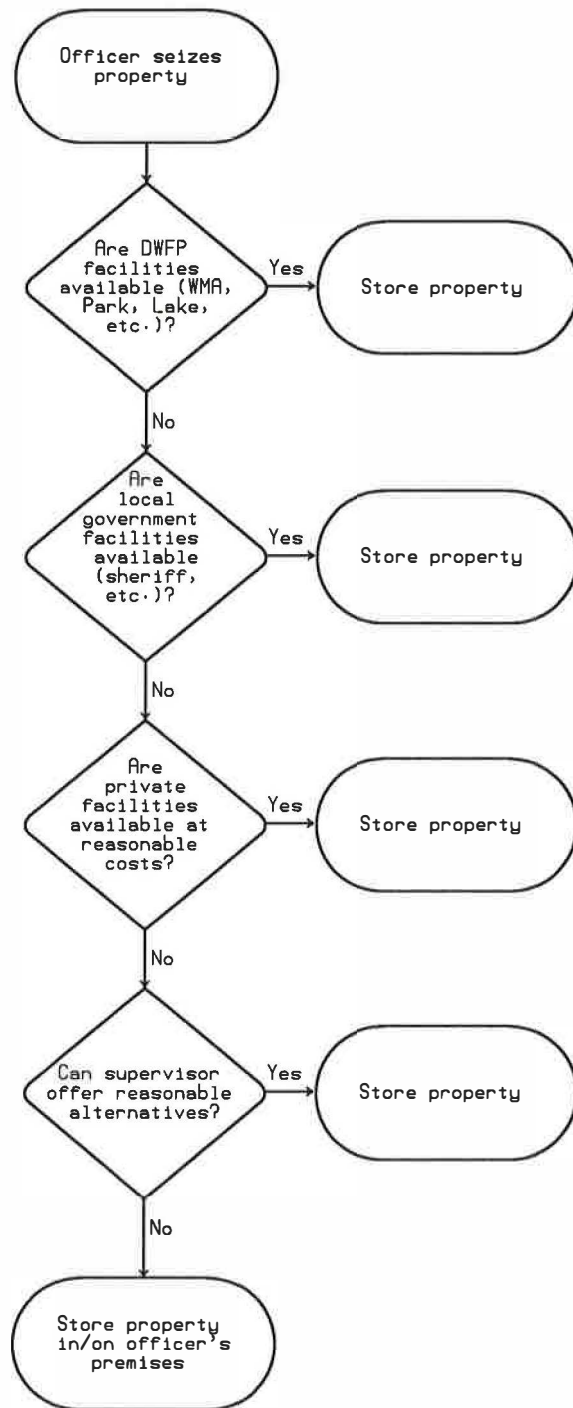 Officer seizes
property
Are DWFP
facilities
available (WMA,
Park, Lake,
etc.)?
Yes
Store property
No
Are
local
government
facilities
available
(sheriff,
etc.)?
Yes
Store property
No
Are
private
facilities
available at
reasonable
costs?
Yes
Store property
No
Can supervisor
offer reasonable
alternatives?
Yes
Store property
No
Store property
in/on officer's
premises